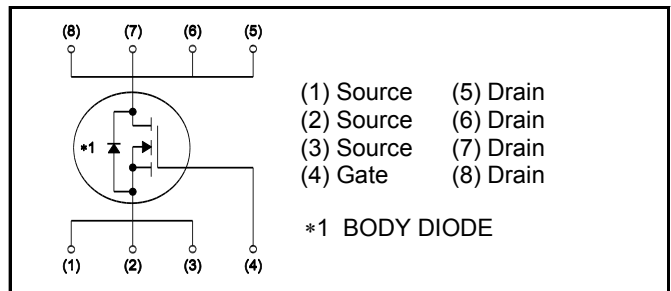 (8) (7) (6) (5)
(1) Source (5) Drain
(2) Source (6) Drain
(3) Source (7) Drain
(4) Gate (8) Drain
*1
∗1 BODY DIODE
(1) (2) (3) (4)